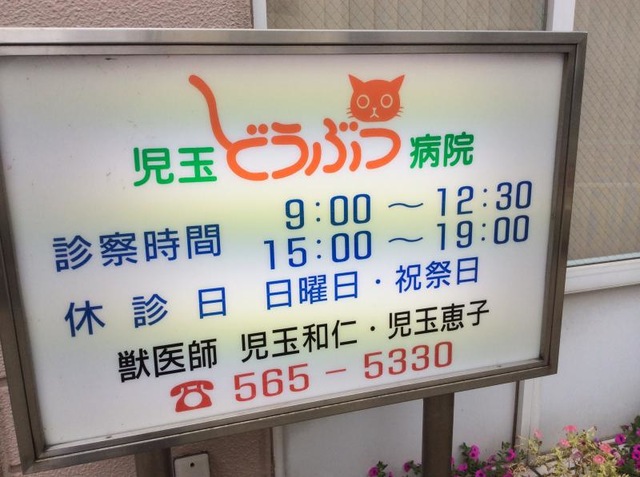 児玉どうぶつ病院
診察時間 9:00～12:30
15:00～19:00
休診日 日曜日・祝祭日
獣医師 児玉和仁・児玉恵子
☎565-5330